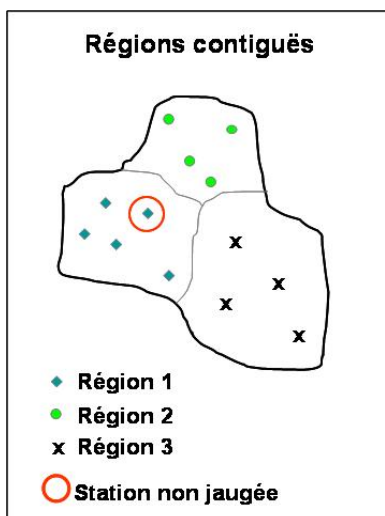 Régions contiguës
Région 1
Région 2
Région 3
Station non jaugée